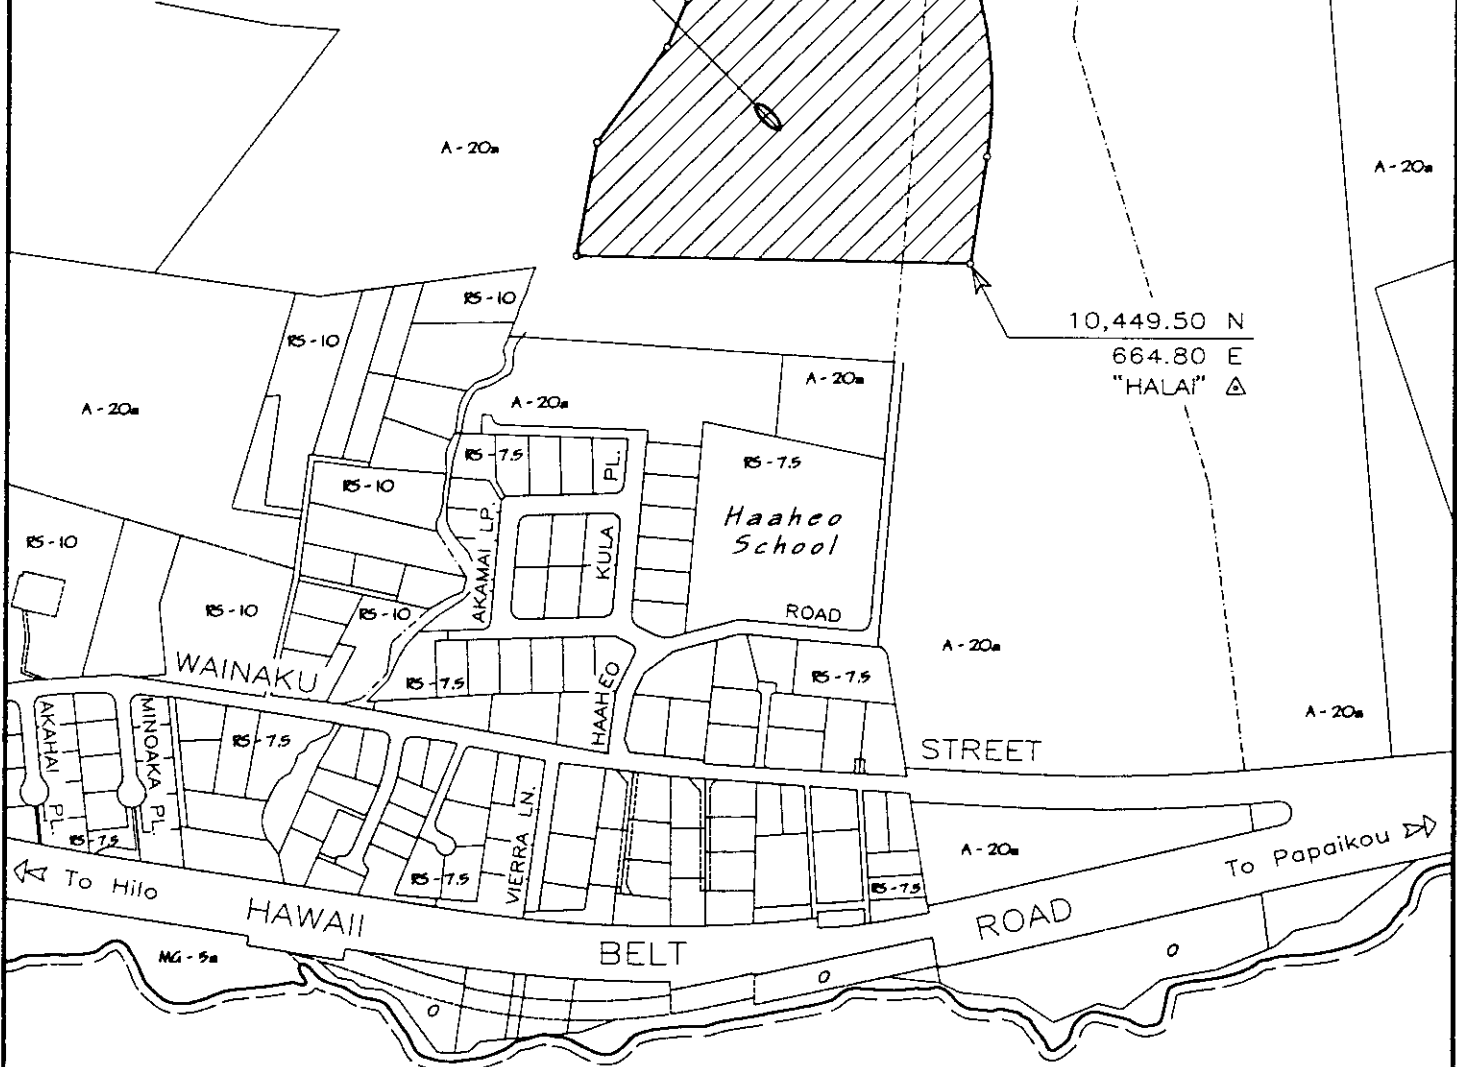 A-20a
A-20a
10,449.50 N
664.80 E
"HALAI"
RS-10
RS-10
A-20a
A-20a
A-20a
RS-7.5
PL.
RS-7.5
RS-10
Haaheo
School
RS-10
AKAMAI LP.
KULA
RS-10
RS-10
ROAD
A-20a
WAINAKU
RS-7.5
HAAHEO
RS-7.5
A-20a
AKAHAI PL.
MINOAKA PL.
RS-7.5
STREET
VIERRA LN.
RS-7.5
A-20a
To Papaikou
To Hilo
RS-7.5
RS-7.5
HAWAII
BELT
ROAD
MG-5a
O
O
O